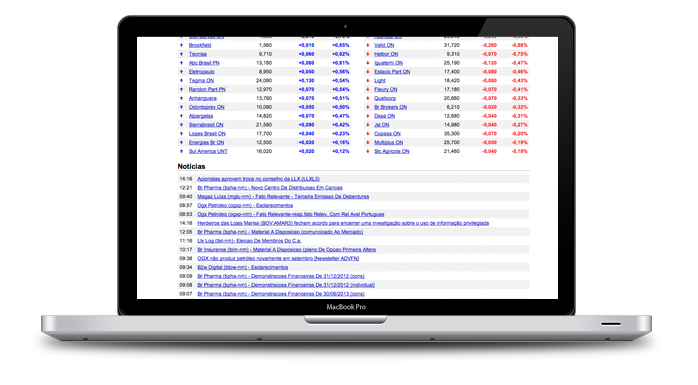 Brookfield 1,560 +0,010 +0,65% Valid ON 31,720 -0,280 -0,88%
Tecnisa 9,710 +0,060 +0,62% Helbor ON 9,310 -0,070 -0,75%
Abc Brasil PN 13,180 +0,080 +0,61% Iguatemi ON 25,190 -0,120 -0,47%
Eletropaulo 8,950 +0,050 +0,56% Estacio Part ON 17,400 -0,080 -0,46%
Tegma ON 24,080 +0,130 +0,54% Light 18,420 -0,080 -0,43%
Randon Part PN 12,970 +0,070 +0,54% Fleury ON 17,180 -0,070 -0,41%
Anhanguera 13,760 +0,070 +0,51% Qualicorp 20,880 -0,070 -0,33%
Odontoprev ON 10,080 +0,050 +0,50% Br Brokers ON 6,210 -0,020 -0,32%
Alpargatas 14,820 +0,070 +0,47% Dasa ON 12,680 -0,040 -0,31%
Sierrabrasil ON 21,580 +0,090 +0,42% Jsl ON 14,980 -0,040 -0,27%
Lopes Brasil ON 17,700 +0,040 +0,23% Copasa ON 35,300 -0,070 -0,20%
Energias Br ON 12,500 +0,020 +0,16% Multiplus ON 25,700 -0,050 -0,19%
Sul America UNT 16,020 +0,020 +0,12% Slc Agricola ON 21,460 -0,040 -0,19%
Notícias
14:16 Acionistas aprovam troca no conselho da LLX (LLXL3)
12:21 Br Pharma (bpha-nm) - Novo Centro De Distribuicao Em Canoas
09:40 Magaz Luiza (mglu-nm) - Fato Relevante - Terceira Emissao De Debentures
08:57 Ogx Petroleo (ogxp-nm) - Esclarecimentos
08:53 Ogx Petroleo (ogxp-nm) - Fato Relevante-reap.fato Relev. Com Rel Aval Portugues
14:16 Herdeiros das Lojas Marisa (BOV:AMAR3) fecham acordo para encerrar uma investigação sobre o uso de informação privilegiada
12:05 Br Pharma (bpha-nm) - Material A Disposicao (comunicado Ao Mercado)
11:16 Llx Log (llxl-nm)- Eleicao De Membros Do C.a.
10:17 Br Insurance (brin-nm) - Material A Disposicao (plano De Opcao Primeira Altera
09:38 OGX não produz petróleo novamente em setembro [Newsletter ADVFN]
09:34 B2w Digital (btow-nm) - Esclarecimentos
09:09 Br Pharma (bpha-nm) - Demonstracoes Financeiras De 31/12/2012 (cons)
09:08 Br Pharma (bpha-nm) - Demonstracoes Financeiras De 31/12/2012 (individual)
09:07 Br Pharma (bpha-nm) - Demonstracoes Financeiras De 30/06/2013 (cons)
MacBook Pro